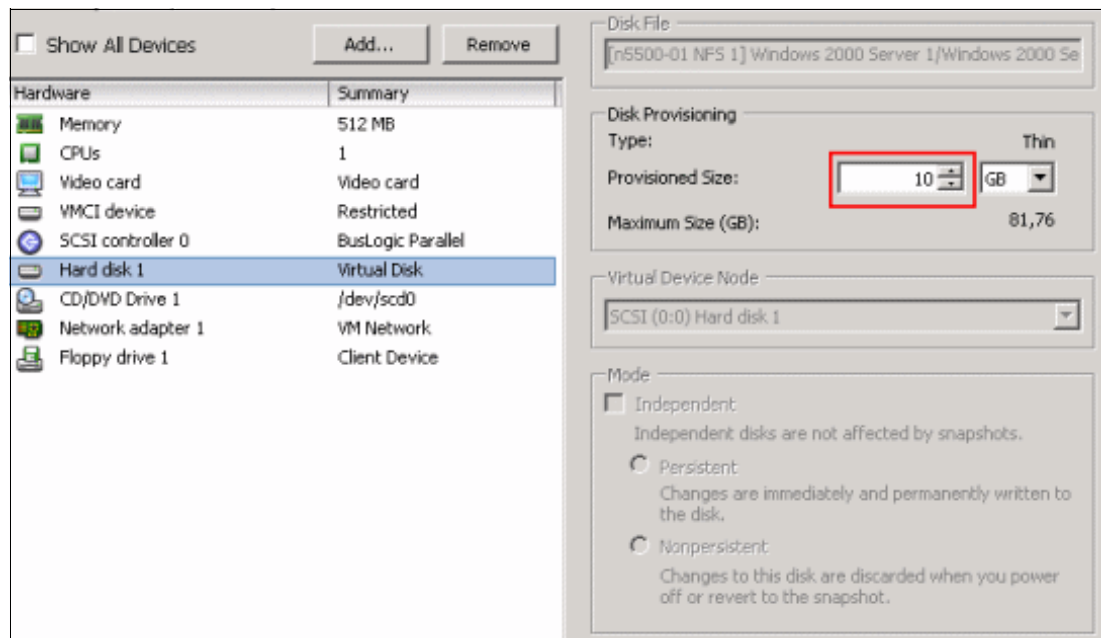 Show All Devices
Add...
Remove
Hardware
Summary
Memory
512 MB
CPUs
1
Video card
Video card
VMCI device
Restricted
SCSI controller 0
BusLogic Parallel
Hard disk 1
Virtual Disk
CD/DVD Drive 1
/dev/scd0
Network adapter 1
VM Network
Floppy drive 1
Client Device
Disk File
[n5500-01 NFS 1] Windows 2000 Server 1/Windows 2000 Se
Disk Provisioning
Type:
Thin
Provisioned Size:
10
GB
Maximum Size (GB):
81,76
Virtual Device Node
SCSI (0:0) Hard disk 1
Mode
Independent
Independent disks are not affected by snapshots.
Persistent
Changes are immediately and permanently written to
the disk.
Nonpersistent
Changes to this disk are discarded when you power
off or revert to the snapshot.